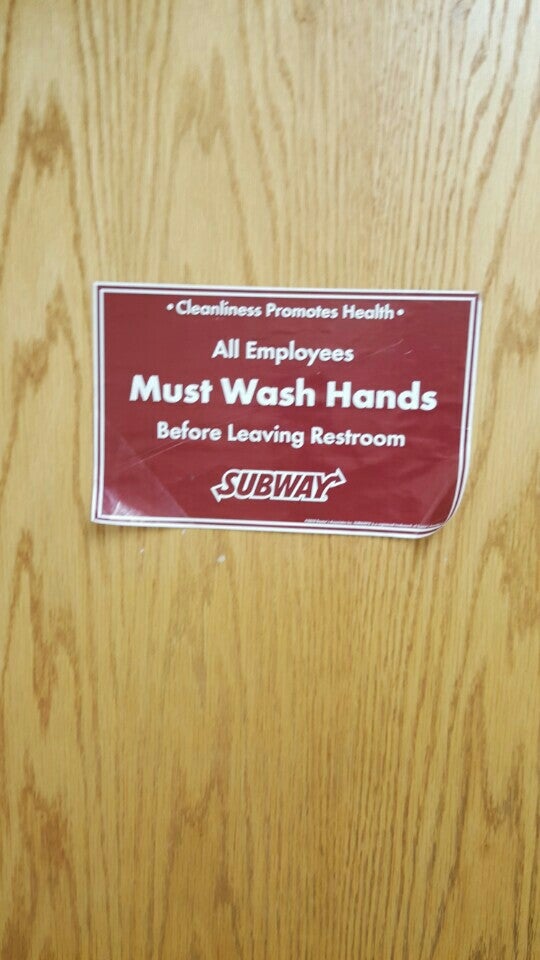 • Cleanliness Promotes Health •
All Employees
Must Wash Hands
Before Leaving Restroom
SUBWAY